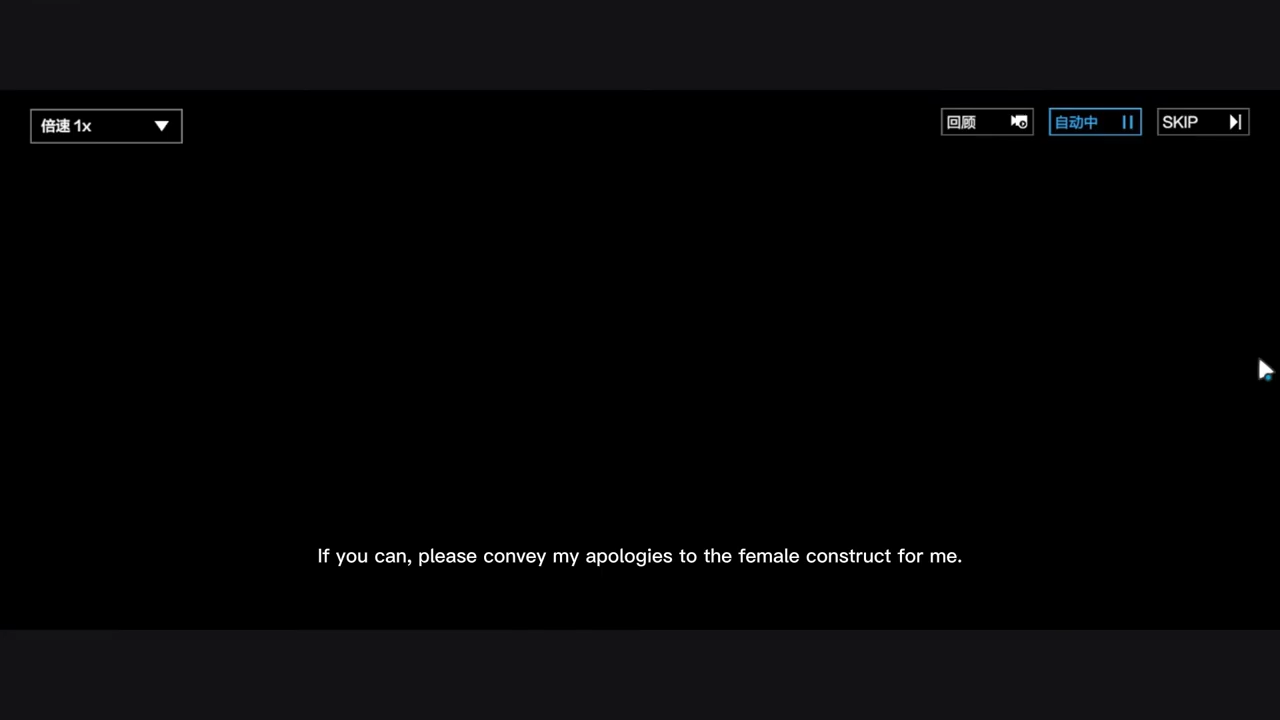 倍速 1x
回顾
自动中
SKIP
If you can, please convey my apologies to the female construct for me.